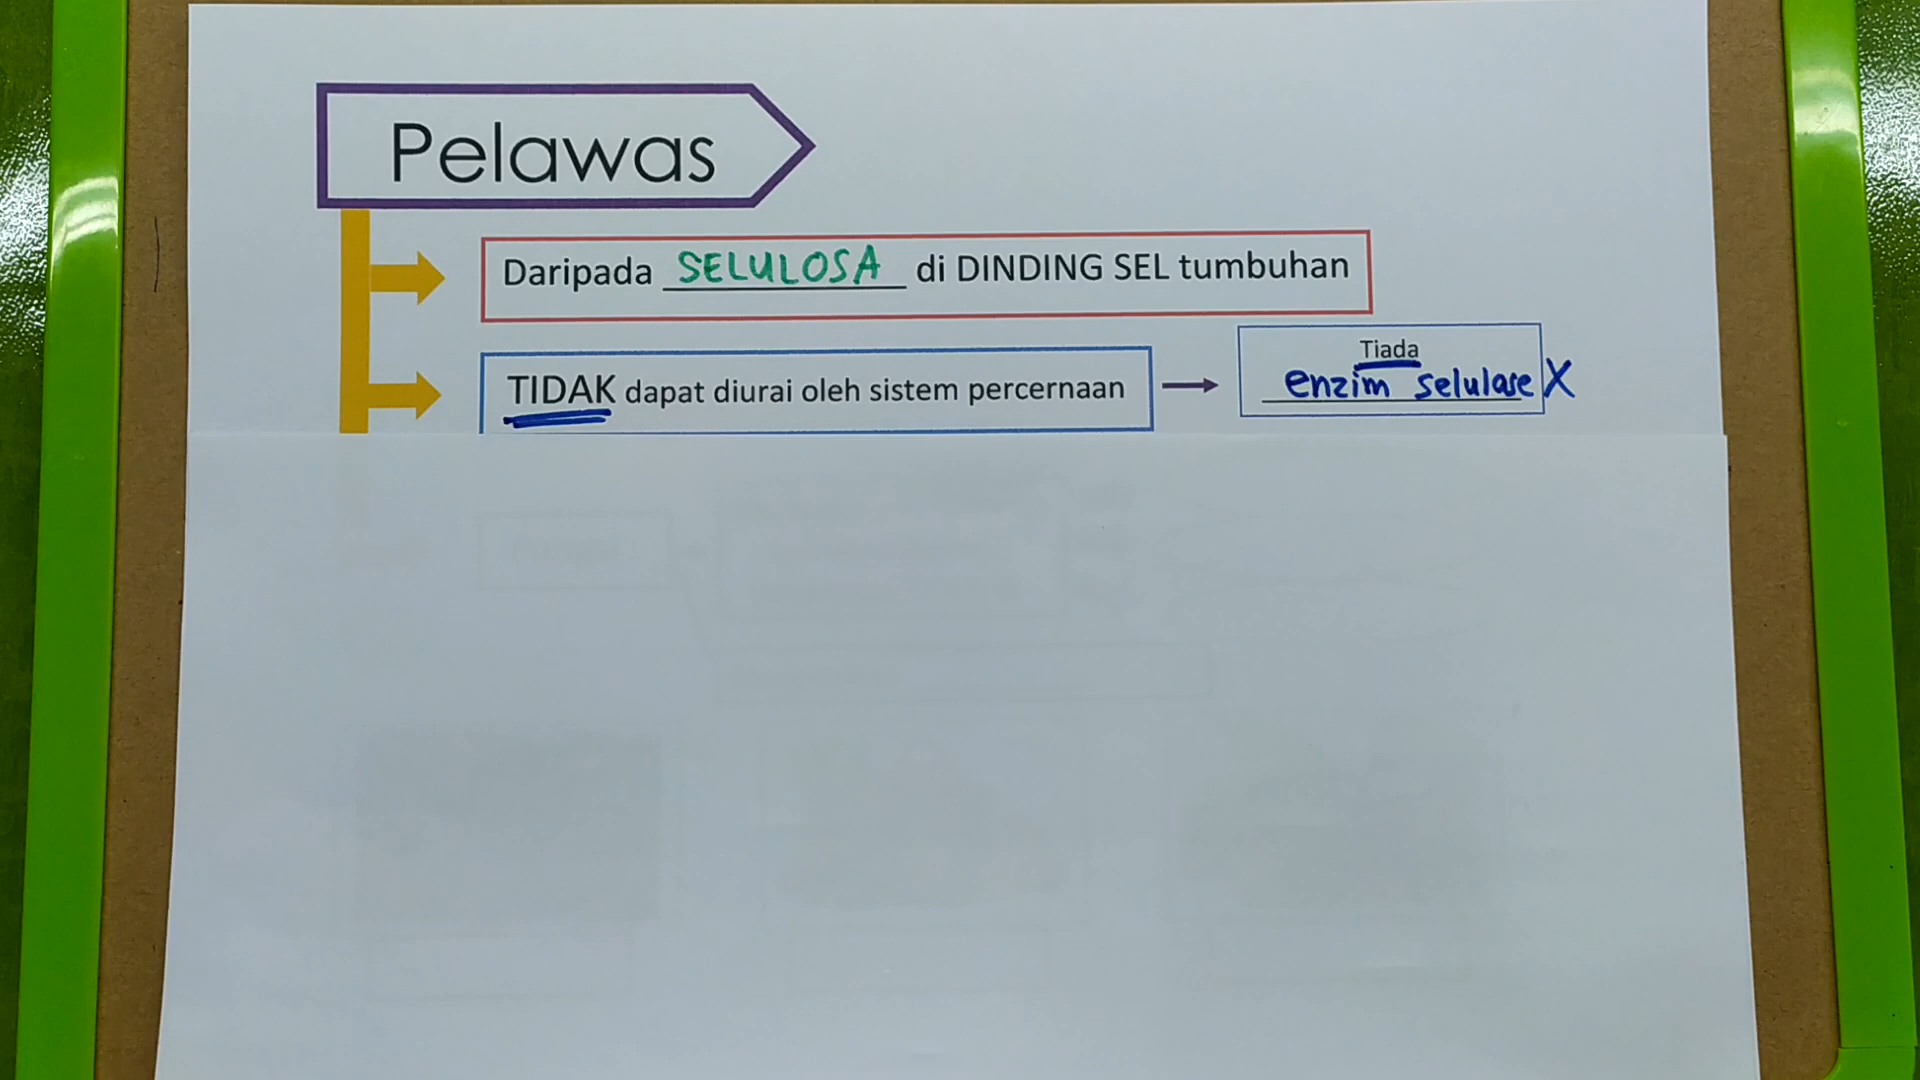 Pelawas
Daripada SELULOSA di DINDING SEL tumbuhan
TIDAK dapat diurai oleh sistem percernaan
Tiada
enzim selulase X